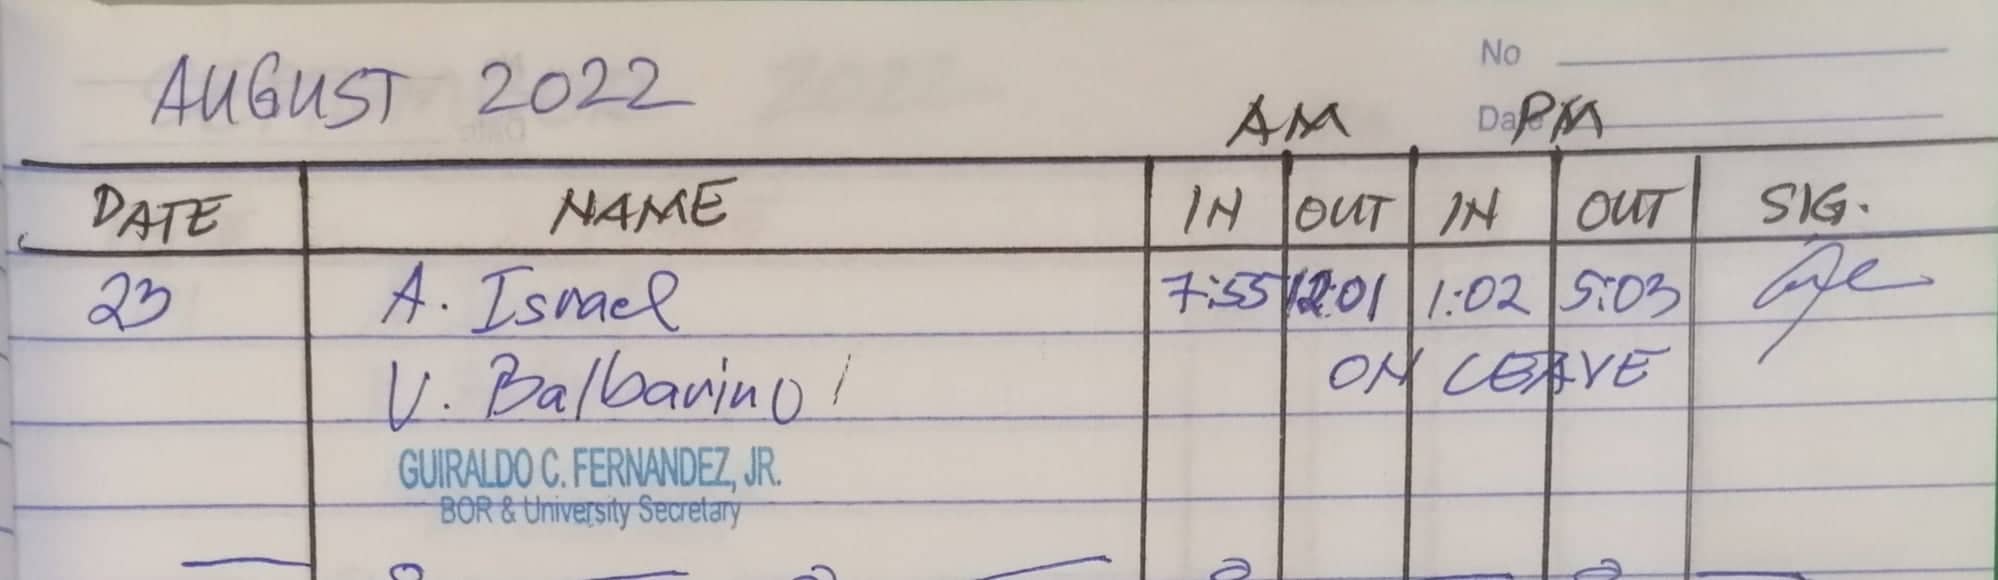 No
AUGUST 2022
Date
AM PM
DATE NAME IN OUT IN OUT SIG.
23 A. Israel 7:55 12:01 1:02 5:03
V. Balbarino ON LEAVE
GUIRALDO C. FERNANDEZ, JR.
BOR & University Secretary